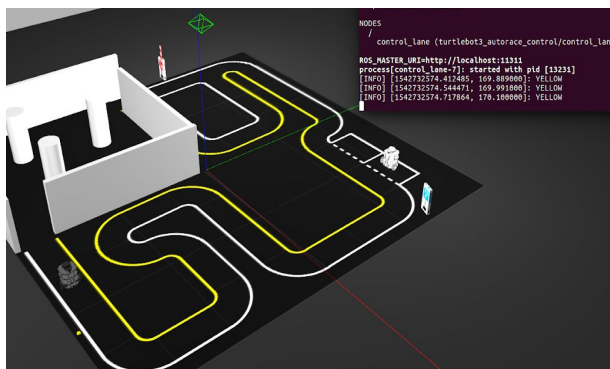 NODES
/
control_lane (turtlebot3_autorace_control/control_lan
ROS_MASTER_URI=http://localhost:11311
process[control_lane-7]: started with pid [13231]
[INFO] [1542732574.412485, 169.889000]: YELLOW
[INFO] [1542732574.544471, 169.991000]: YELLOW
[INFO] [1542732574.717864, 170.100000]: YELLOW